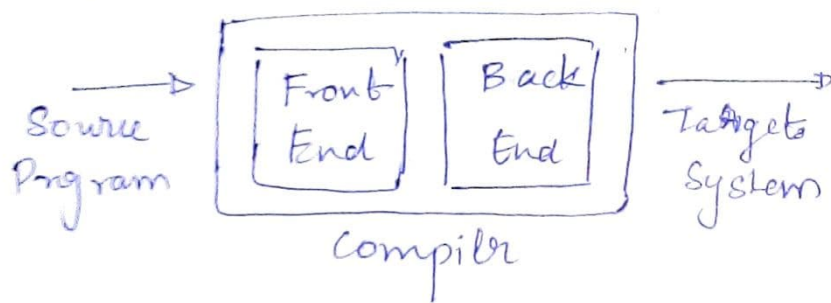 Source
Program
Front
End
Back
End
Target
System
Compiler